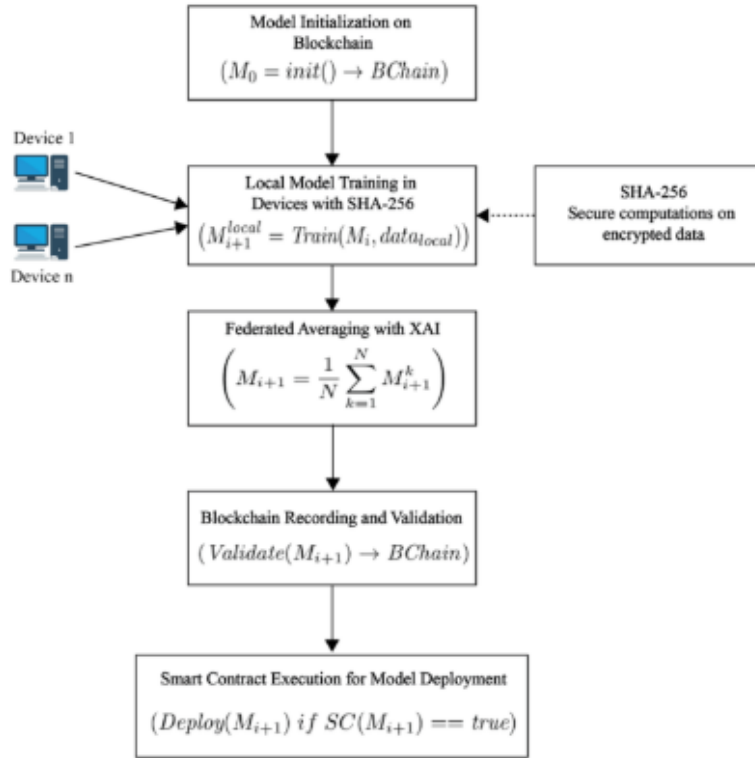 Model Initialization on
Blockchain
(M_0 = init() → BChain)
Device 1
Local Model Training in
Devices with SHA-256
(M_{i+1}^{local} = Train(M_i, data_{local}))
SHA-256
Secure computations on
encrypted data
Device n
Federated Averaging with XAI
(M_{i+1} = \frac{1}{N} \sum_{k=1}^{N} M_{i+1}^{k})
Blockchain Recording and Validation
(Validate(M_{i+1}) → BChain)
Smart Contract Execution for Model Deployment
(Deploy(M_{i+1}) if SC(M_{i+1}) == true)